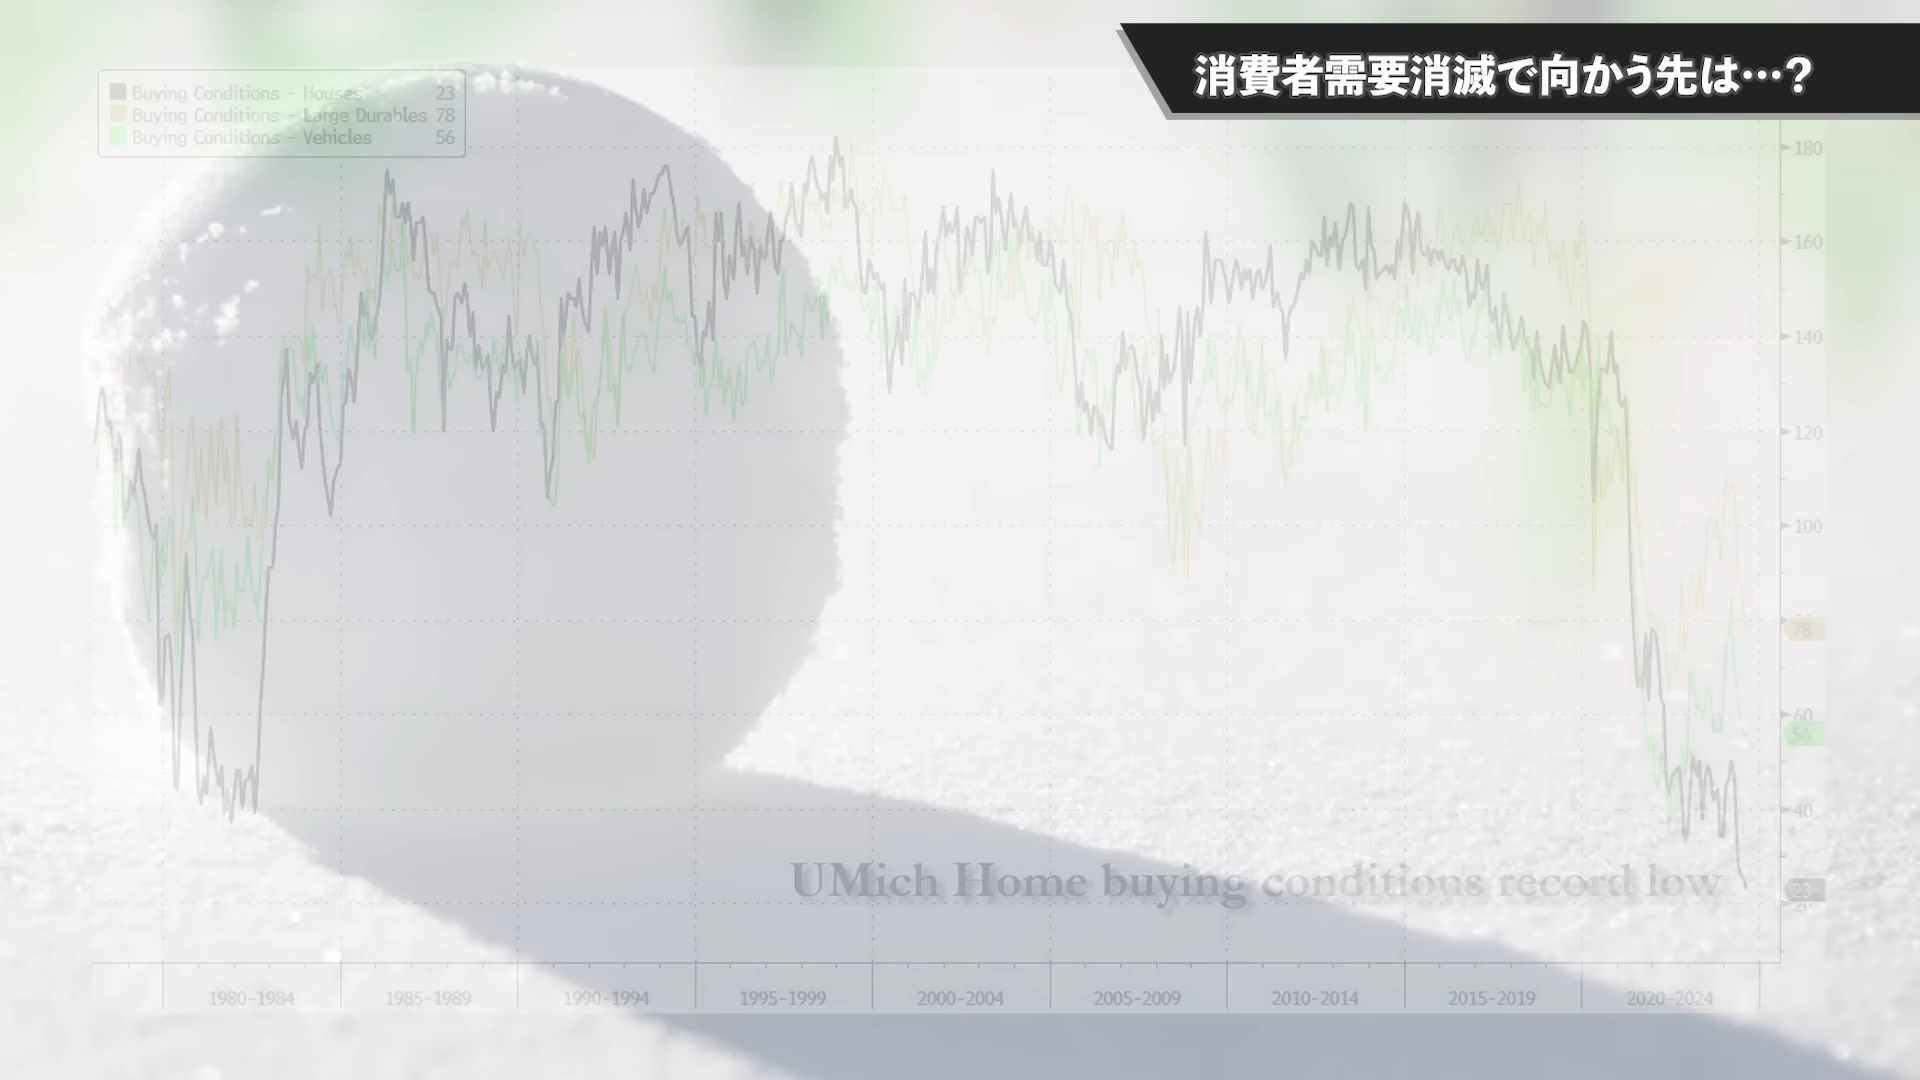 消費者需要消滅で向かう先は…?
Buying Conditions - Houses 23
Buying Conditions - Large Durables 78
Buying Conditions - Vehicles 56
180
160
140
120
100
78
60
56
40
23
20
UMich Home buying conditions record low
1980-1984 1985-1989 1990-1994 1995-1999 2000-2004 2005-2009 2010-2014 2015-2019 2020-2024